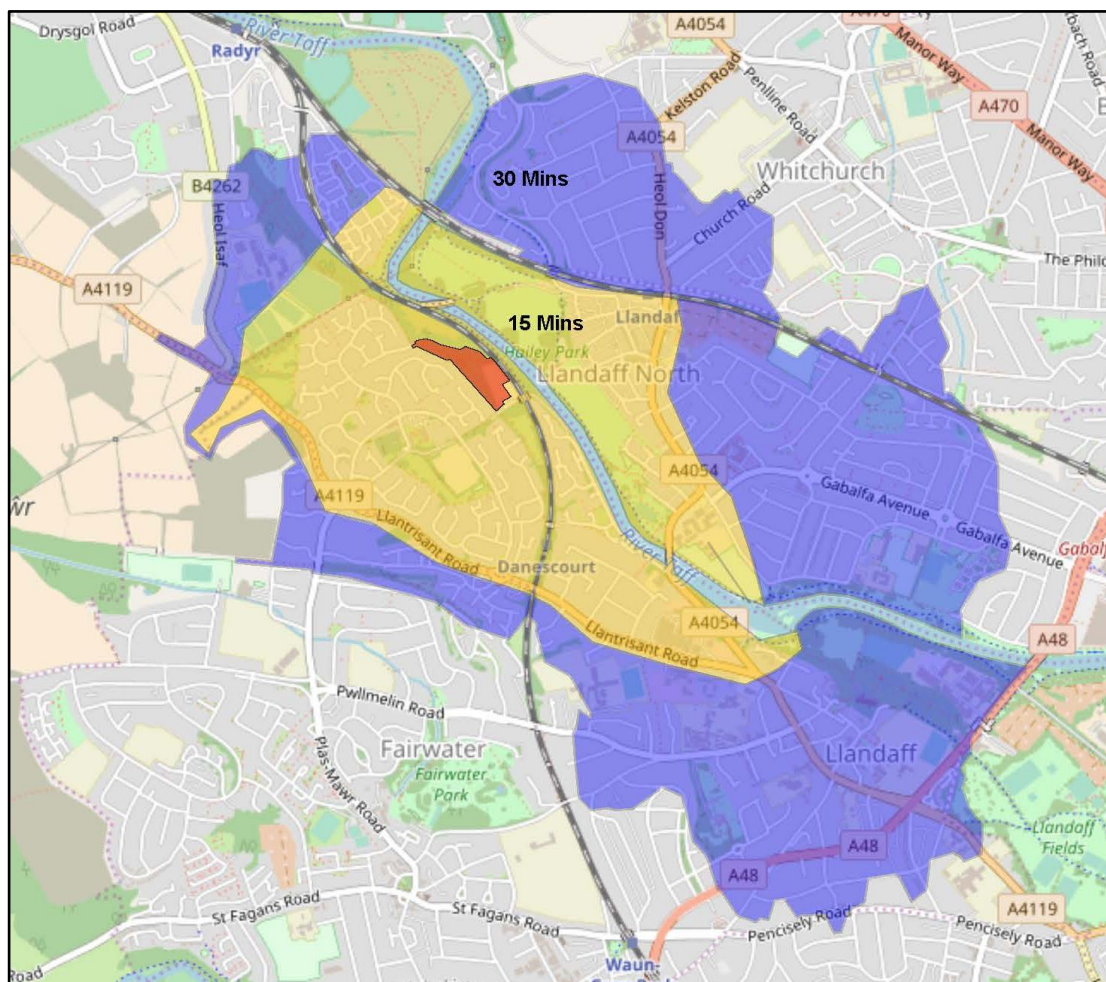 Drysgol Road
Radyr
River Taff
A4054
A470
Manor Way
A470
Manor Way
Kelston Road
Penlline Road
A4054
Whitchurch
30 Mins
B4262
Heol Isaf
Heol Don
Church Road
A4119
15 Mins
Llandaf
Hailey Park
Llandaff North
A4054
Gabalfa Avenue
Gabalfa Avenue
A4119
Llantrisant Road
River Taff
Danescourt
A4054
Llantrisant Road
A48
Pwllmelin Road
Fairwater
Fairwater
Park
Plas-Mawr Road
Llandaff
Llandaff
Fields
A48
A48
St Fagans Road
St Fagans Road
Pencisely Road
Pencisely Road
A4119
Road
Waun-